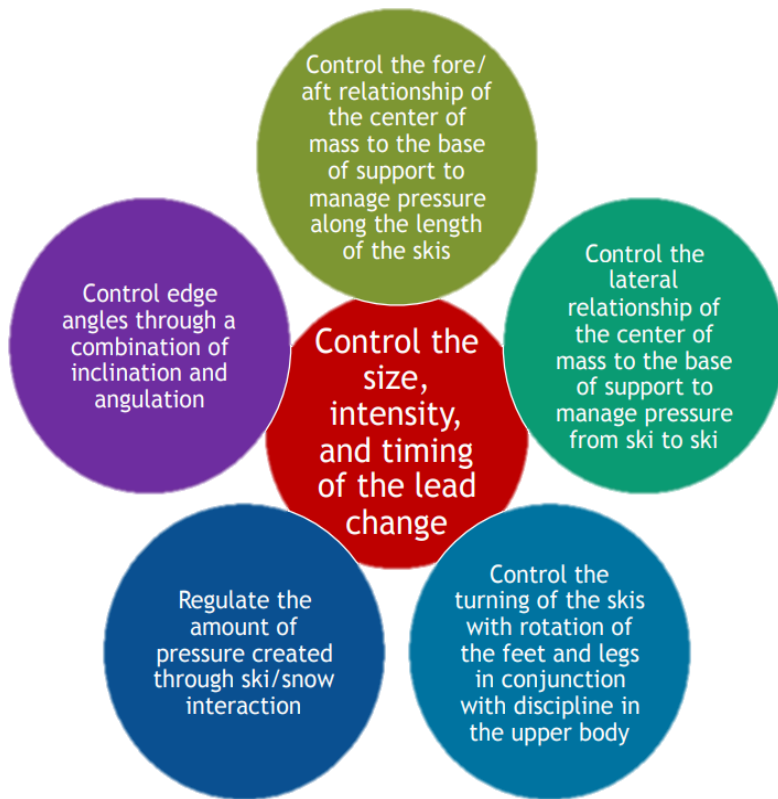 Control the fore/
aft relationship of
the center of
mass to the base
of support to
manage pressure
along the length
of the skis
Control the
lateral
relationship of
the center of
mass to the base
of support to
manage pressure
from ski to ski
Control the
turning of the skis
with rotation of
the feet and legs
in conjunction
with discipline in
the upper body
Regulate the
amount of
pressure created
through ski/snow
interaction
Control edge
angles through a
combination of
inclination and
angulation
Control the
size,
intensity,
and timing
of the lead
change